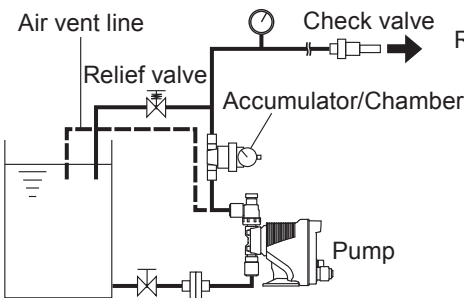 Air vent line
Check valve
R
Relief valve
Accumulator/Chamber
Pump